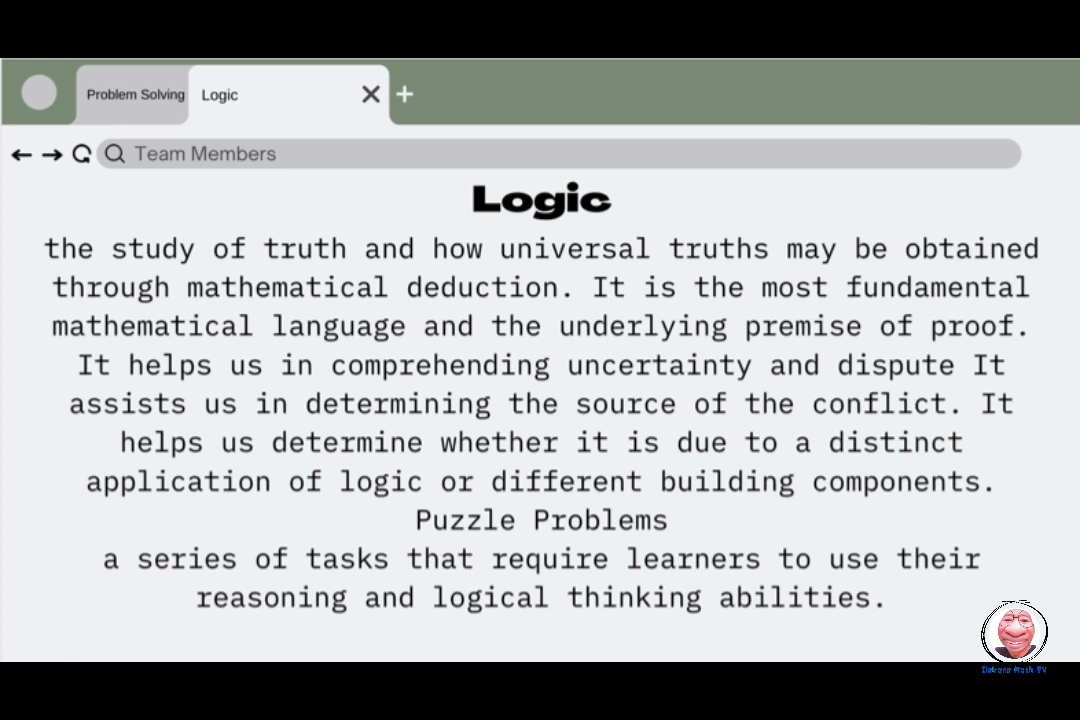 Problem Solving
Logic
Team Members
Logic
the study of truth and how universal truths may be obtained
through mathematical deduction. It is the most fundamental
mathematical language and the underlying premise of proof.
It helps us in comprehending uncertainty and dispute It
assists us in determining the source of the conflict. It
helps us determine whether it is due to a distinct
application of logic or different building components.
Puzzle Problems
a series of tasks that require learners to use their
reasoning and logical thinking abilities.
Math TV